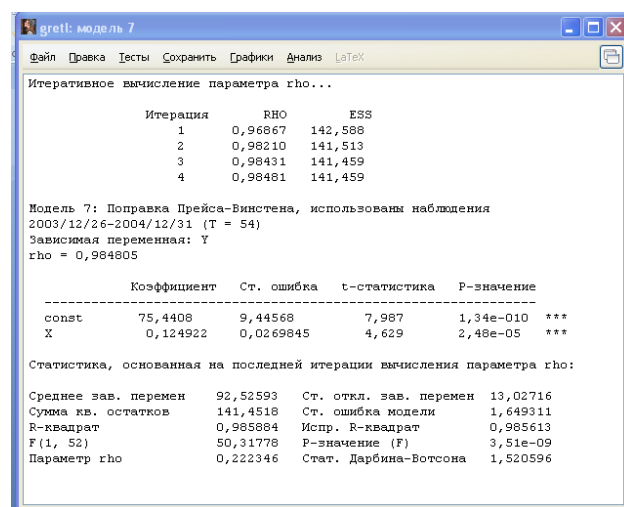 gretl: модель 7
Файл Правка Тесты Сохранить Графики Анализ LaTeX
Итеративное вычисление параметра rho...
Итерация RHO ESS
1 0,96867 142,588
2 0,98210 141,513
3 0,98431 141,459
4 0,98481 141,459
Модель 7: Поправка Прейса-Винстена, использованы наблюдения
2003/12/26-2004/12/31 (T = 54)
Зависимая переменная: Y
rho = 0,984805
Коэффициент Ст. ошибка t-статистика P-значение
const 75,4408 9,44568 7,987 1,34e-010 ***
X 0,124922 0,0269845 4,629 2,48e-05 ***
Статистика, основанная на последней итерации вычисления параметра rho:
Среднее зав. перемен 92,52593 Ст. откл. зав. перемен 13,02716
Сумма кв. остатков 141,4518 Ст. ошибка модели 1,649311
R-квадрат 0,985884 Испр. R-квадрат 0,985613
F(1, 52) 50,31778 P-значение (F) 3,51e-09
Параметр rho 0,222346 Стат. Дарбина-Вотсона 1,520596